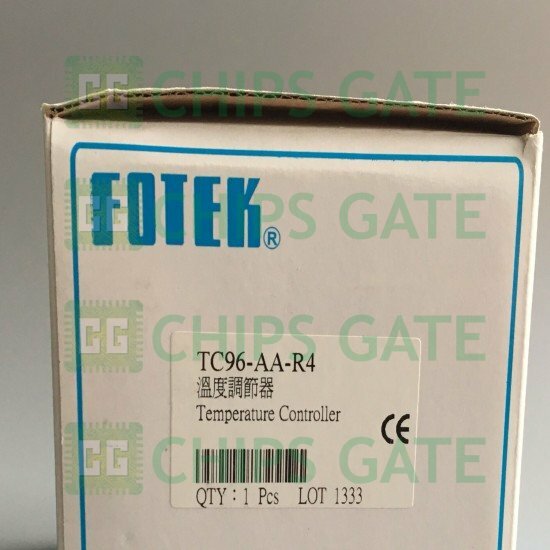 CHIPS GATE
CHIPS GATE
FOTEK®
CHIPS GATE
TC96-AA-R4
溫度調節器
Temperature Controller
CE
CHIPS GATE
QTY：1 Pcs LOT 1333